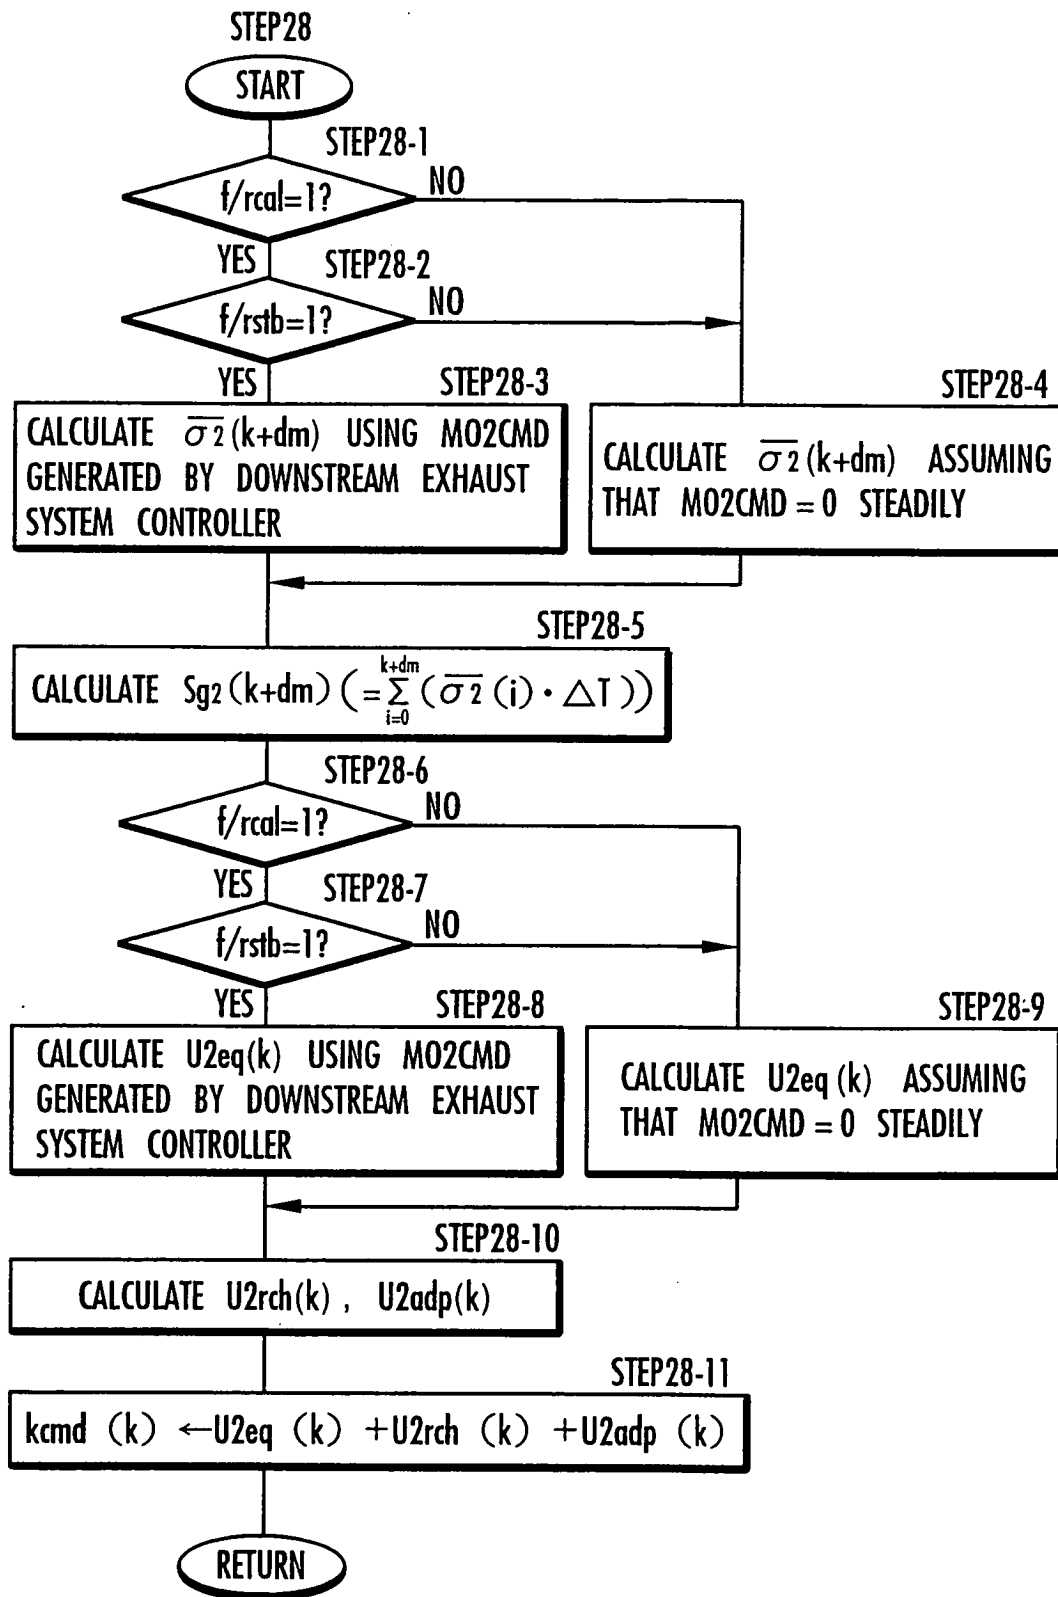 STEP28
START
STEP28-1
f/rcal=1?
NO
YES
STEP28-2
f/rstb=1?
NO
YES
STEP28-3
CALCULATE σ̅2̅(k+dm) USING MO2CMD
GENERATED BY DOWNSTREAM EXHAUST
SYSTEM CONTROLLER
STEP28-4
CALCULATE σ̅2̅(k+dm) ASSUMING
THAT MO2CMD = 0 STEADILY
STEP28-5
CALCULATE Sg2(k+dm) (=∑_{i=0}^{k+dm}(σ̅2̅(i)・△T))
STEP28-6
f/rcal=1?
NO
YES
STEP28-7
f/rstb=1?
NO
YES
STEP28-8
CALCULATE U2eq(k) USING MO2CMD
GENERATED BY DOWNSTREAM EXHAUST
SYSTEM CONTROLLER
STEP28-9
CALCULATE U2eq(k) ASSUMING
THAT MO2CMD = 0 STEADILY
STEP28-10
CALCULATE U2rch(k) , U2adp(k)
STEP28-11
kcmd (k) ←U2eq (k) +U2rch (k) +U2adp (k)
RETURN